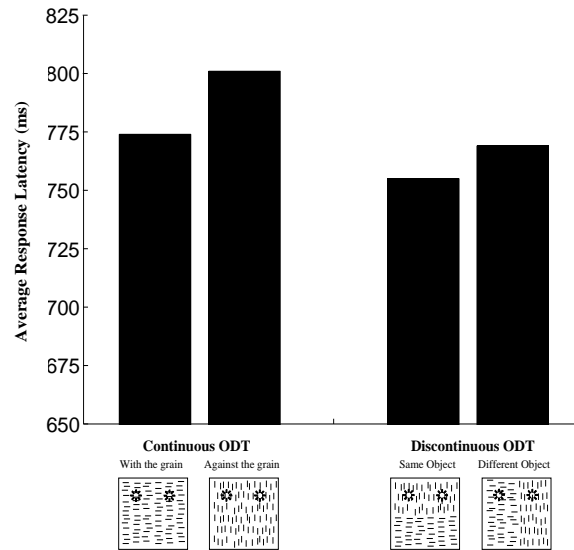 825
800
775
750
700
675
650
Average Response Latency (ms)
Continuous ODT
Discontinuous ODT
With the grain
Against the grain
Same Object
Different Object